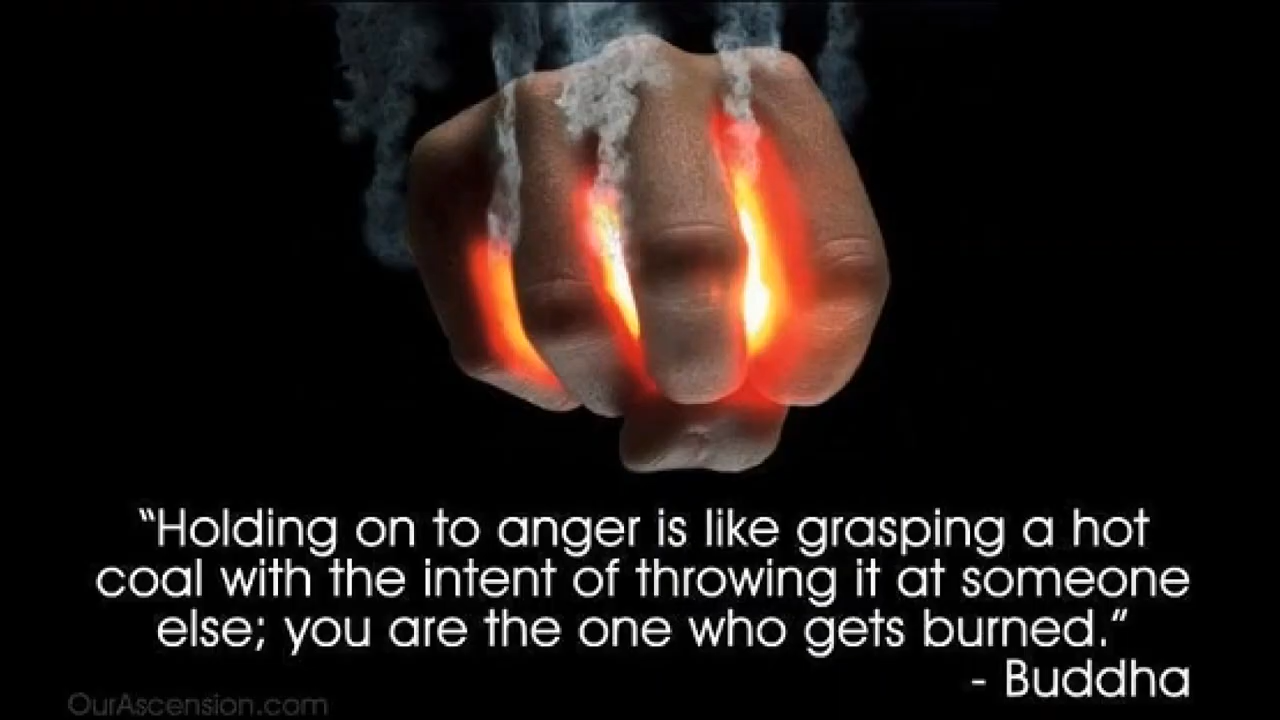 “Holding on to anger is like grasping a hot
coal with the intent of throwing it at someone
else; you are the one who gets burned.”
- Buddha
OurAscension.com